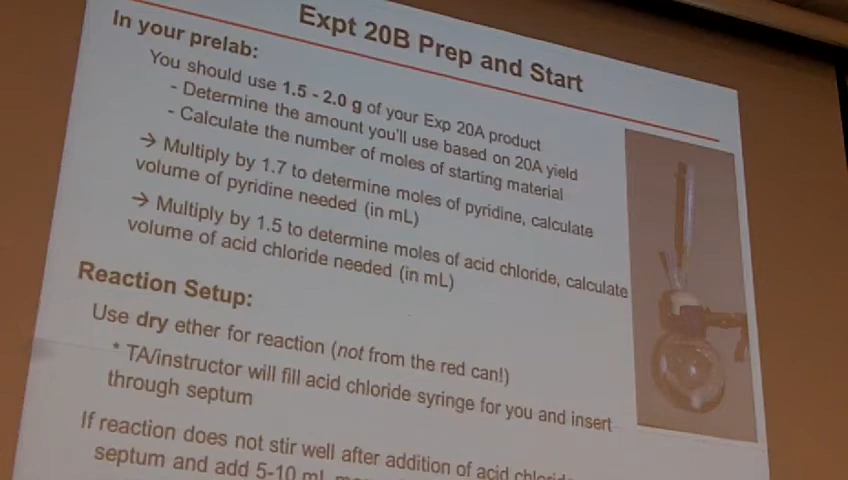 Expt 20B Prep and Start
In your prelab:
You should use 1.5 - 2.0 g of your Exp 20A product
- Determine the amount you'll use based on 20A yield
- Calculate the number of moles of starting material
→ Multiply by 1.7 to determine moles of pyridine, calculate
volume of pyridine needed (in mL)
→ Multiply by 1.5 to determine moles of acid chloride, calculate
volume of acid chloride needed (in mL)
Reaction Setup:
Use dry ether for reaction (not from the red can!)
* TA/instructor will fill acid chloride syringe for you and insert
through septum
If reaction does not stir well after addition of acid chloride
septum and add 5-10 mL